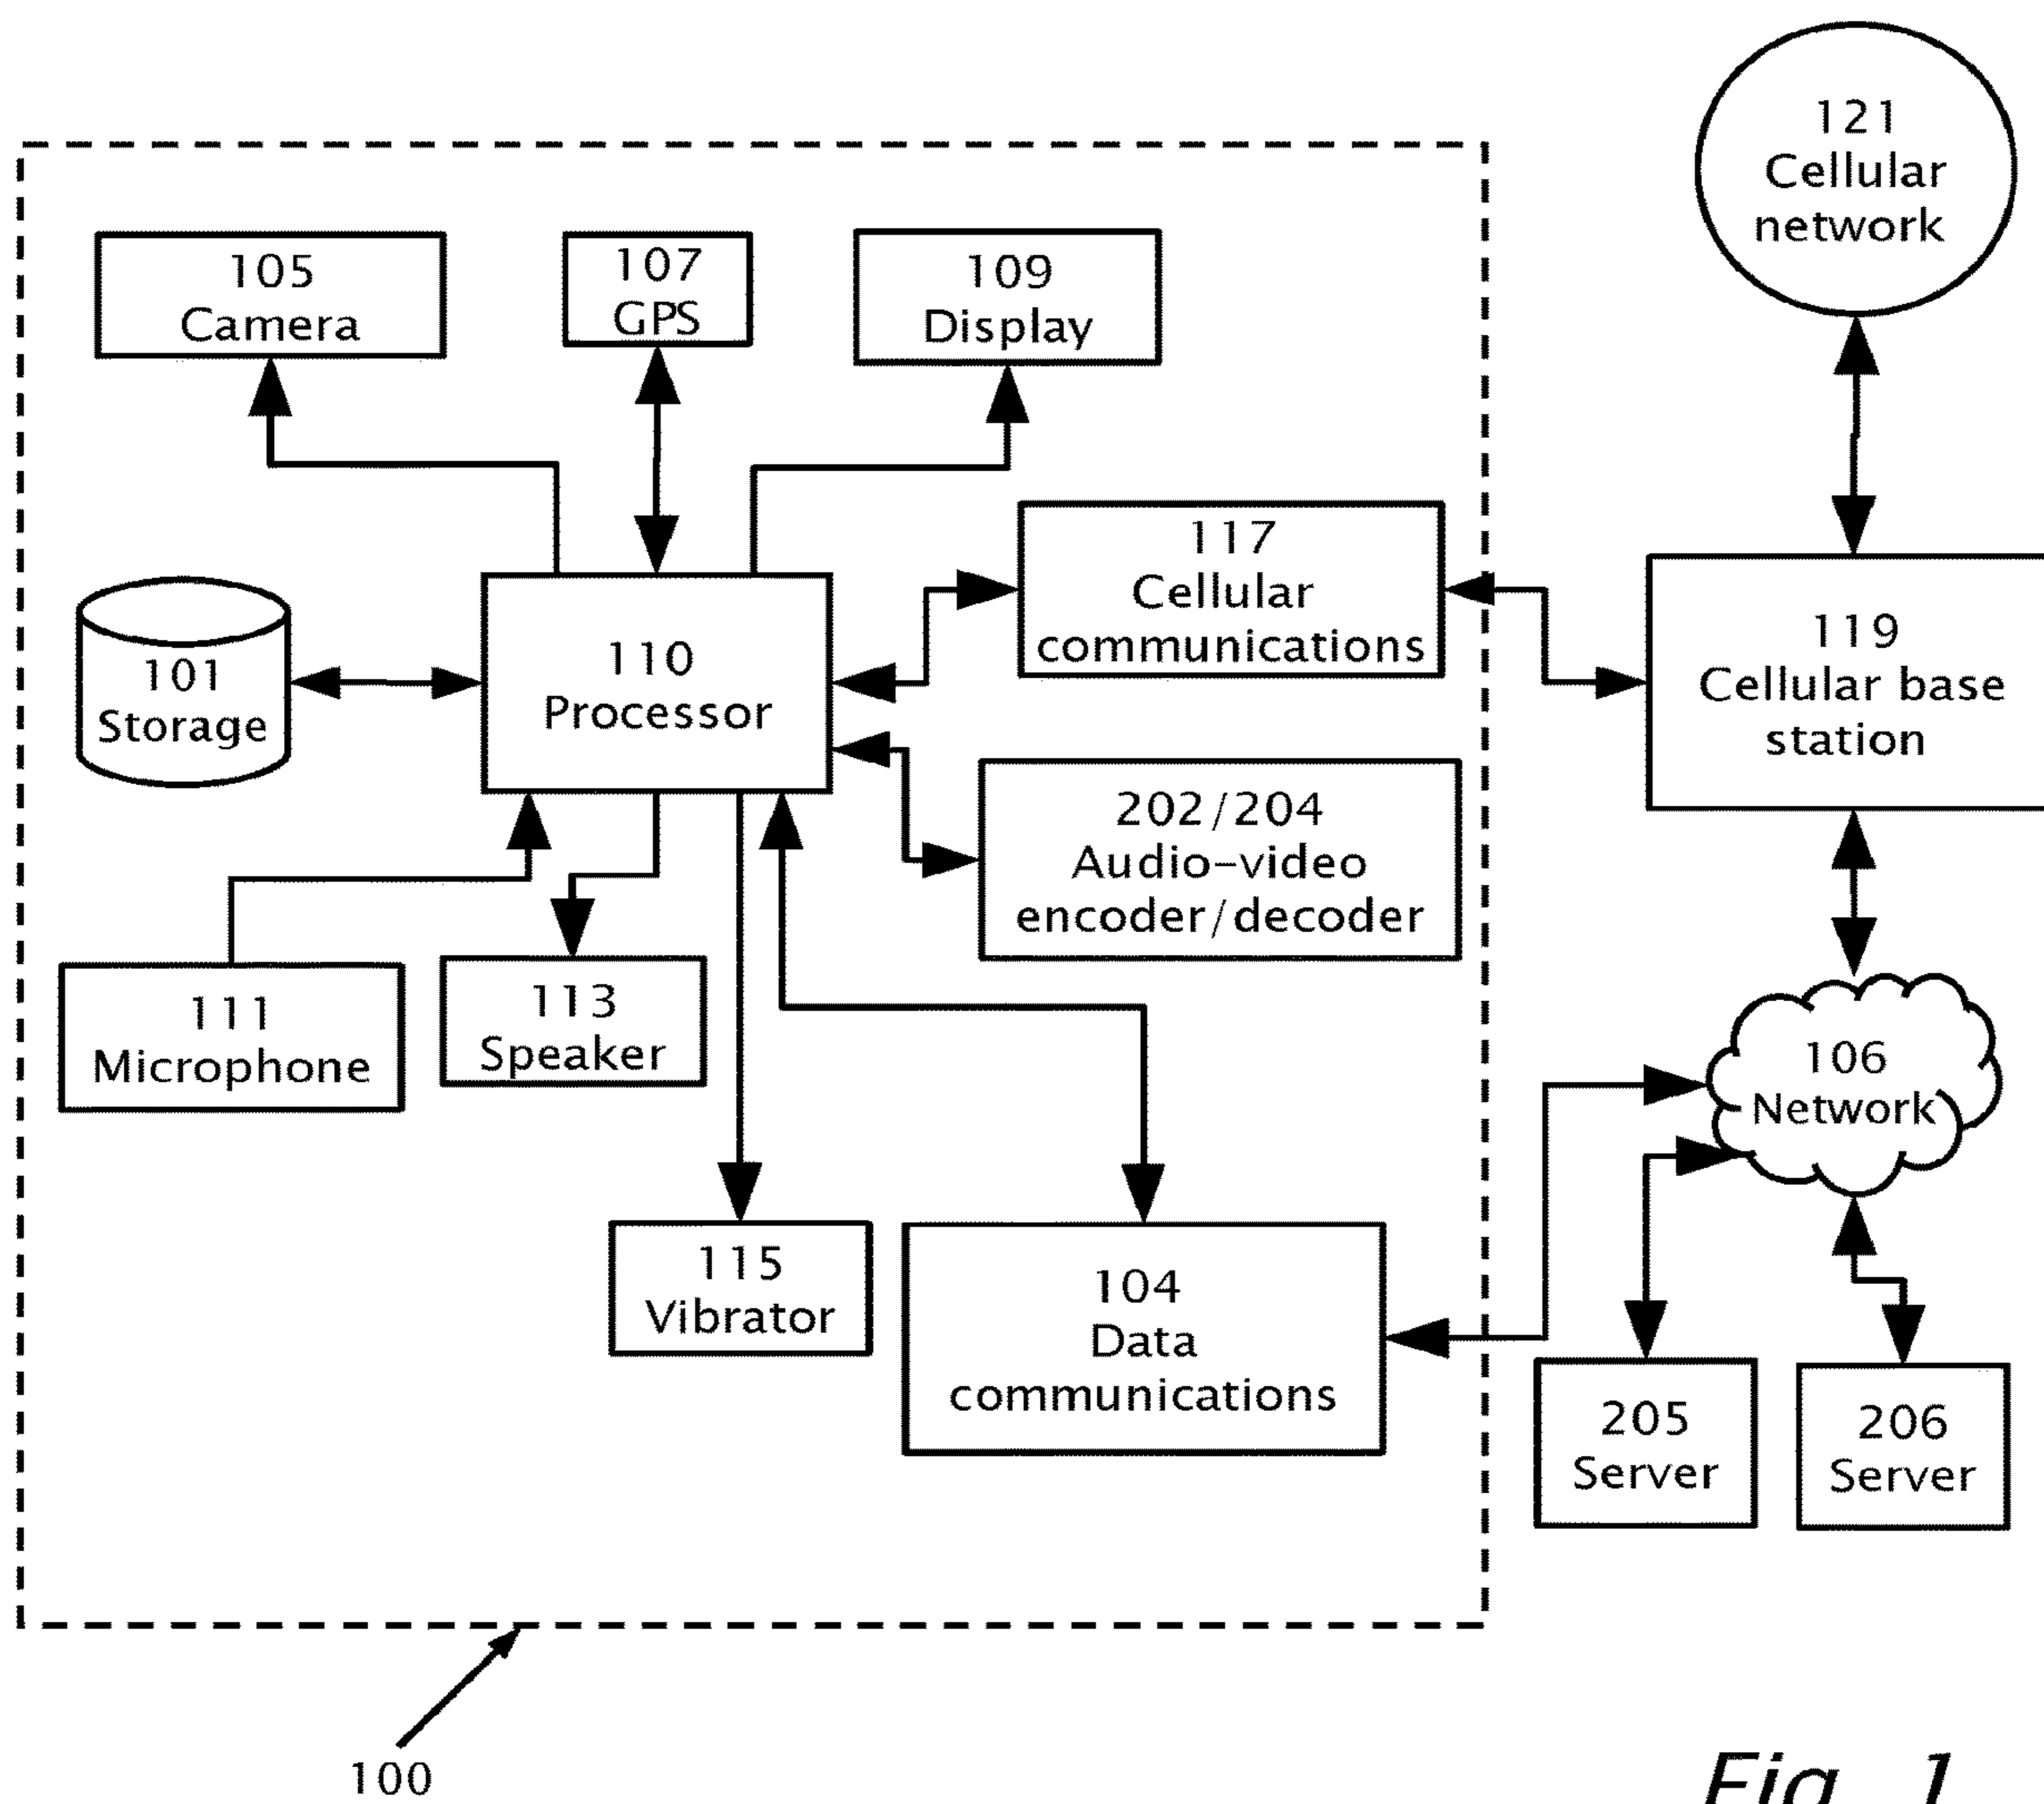 121
Cellular
network
105
Camera
107
GPS
109
Display
117
Cellular
communications
101
Storage
110
Processor
119
Cellular base
station
202/204
Audio-video
encoder/decoder
111
Microphone
113
Speaker
106
Network
115
Vibrator
104
Data
communications
205
Server
206
Server
100
Fig. 1